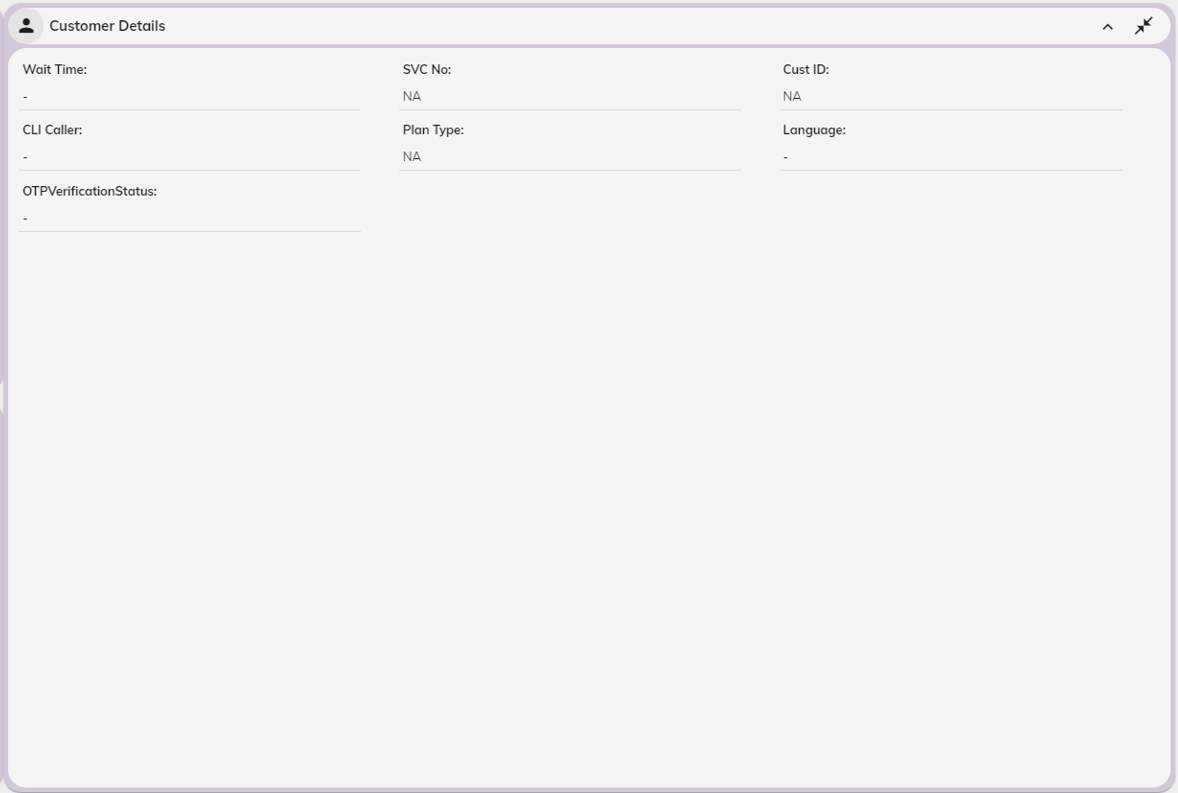 Customer Details
Wait Time: SVC No: Cust ID:
- NA NA
CLI Caller: Plan Type: Language:
- NA -
OTPVerificationStatus:
-